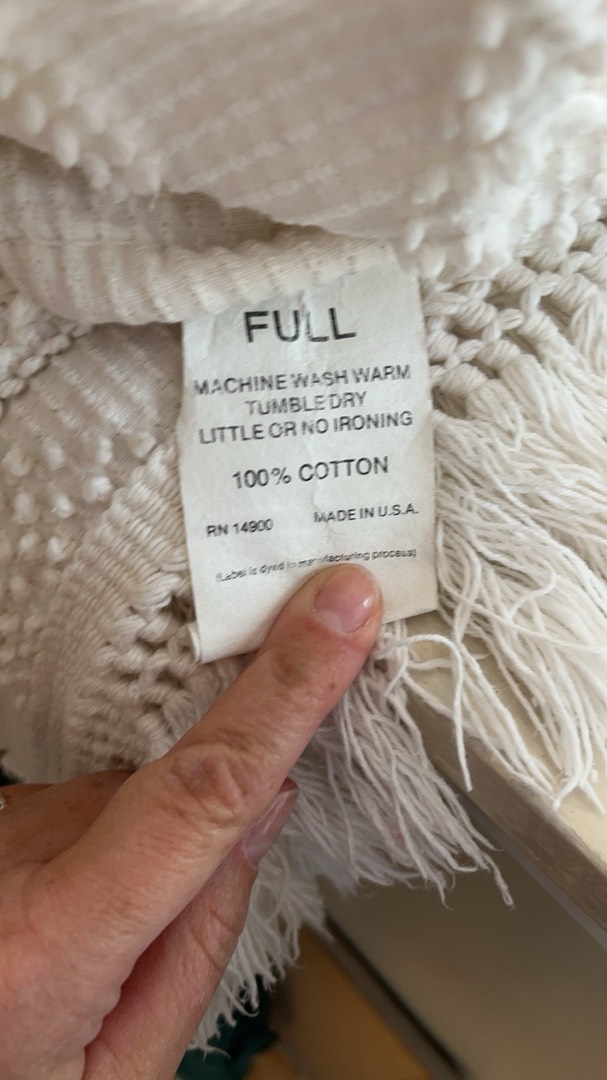 FULL
MACHINE WASH WARM
TUMBLE DRY
LITTLE OR NO IRONING
100% COTTON
RN 14900 MADE IN U.S.A.
(Label is dyed in manufacturing process)